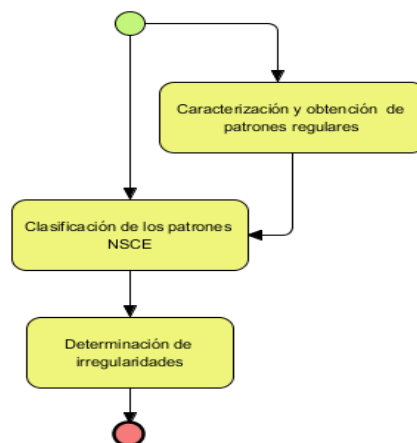 Caracterización y obtención de
patrones regulares
Clasificación de los patrones
NSCE
Determinación de
irregularidades